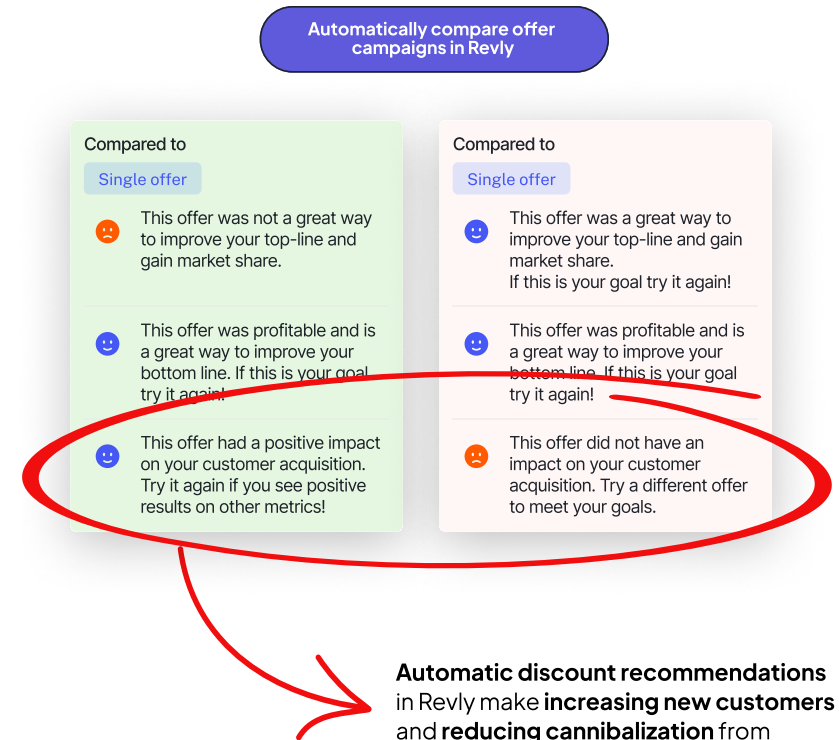 Automatically compare offer
campaigns in Revly
Compared to
Single offer
This offer was not a great way
to improve your top-line and
gain market share.
This offer was profitable and is
a great way to improve your
bottom line. If this is your goal
try it again!
This offer had a positive impact
on your customer acquisition.
Try it again if you see positive
results on other metrics!
Compared to
Single offer
This offer was a great way to
improve your top-line and gain
market share.
If this is your goal try it again!
This offer was profitable and is
a great way to improve your
bottom line. If this is your goal
try it again!
This offer did not have an
impact on your customer
acquisition. Try a different offer
to meet your goals.
Automatic discount recommendations
in Revly make increasing new customers
and reducing cannibalization from